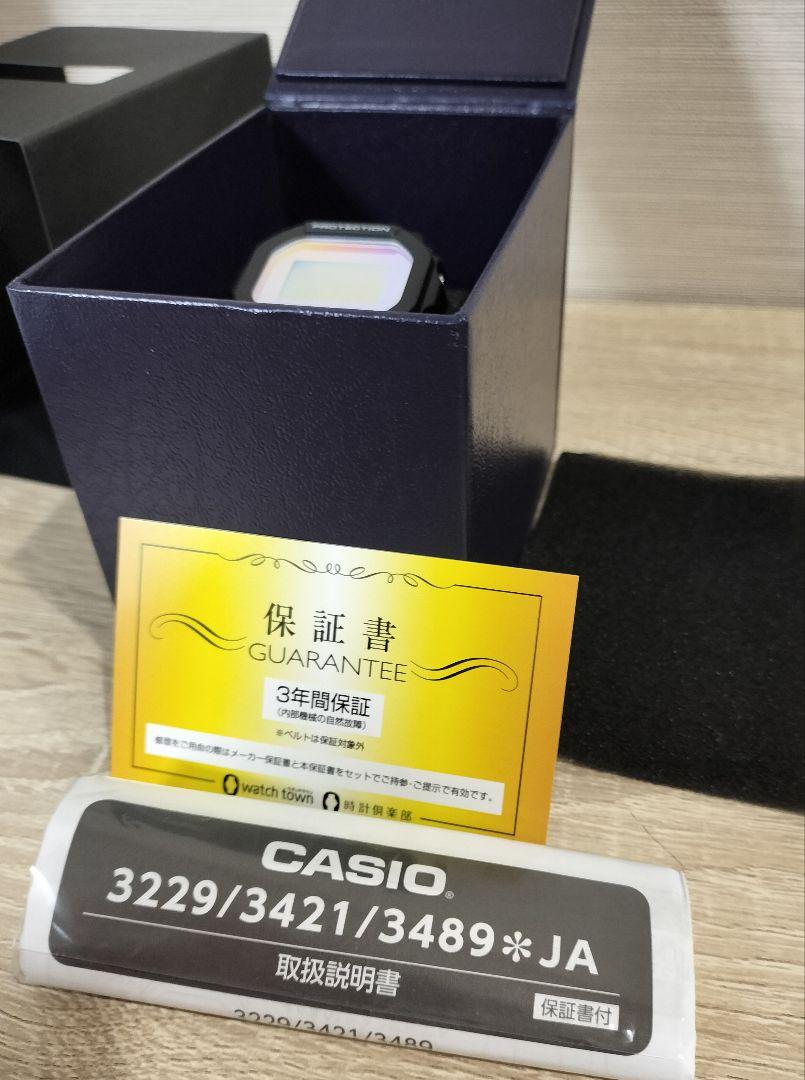 PROTECTION
保証書
GUARANTEE
3年間保証
(内部機械の自然故障)
※ベルトは保証対象外
修理をご用命の際はメーカー保証書と本保証書をセットでご持参・ご提示で有効です。
watch town 時計倶楽部
CASIO®
3229/3421/3489＊JA
取扱説明書
保証書付
3229/3421/3489